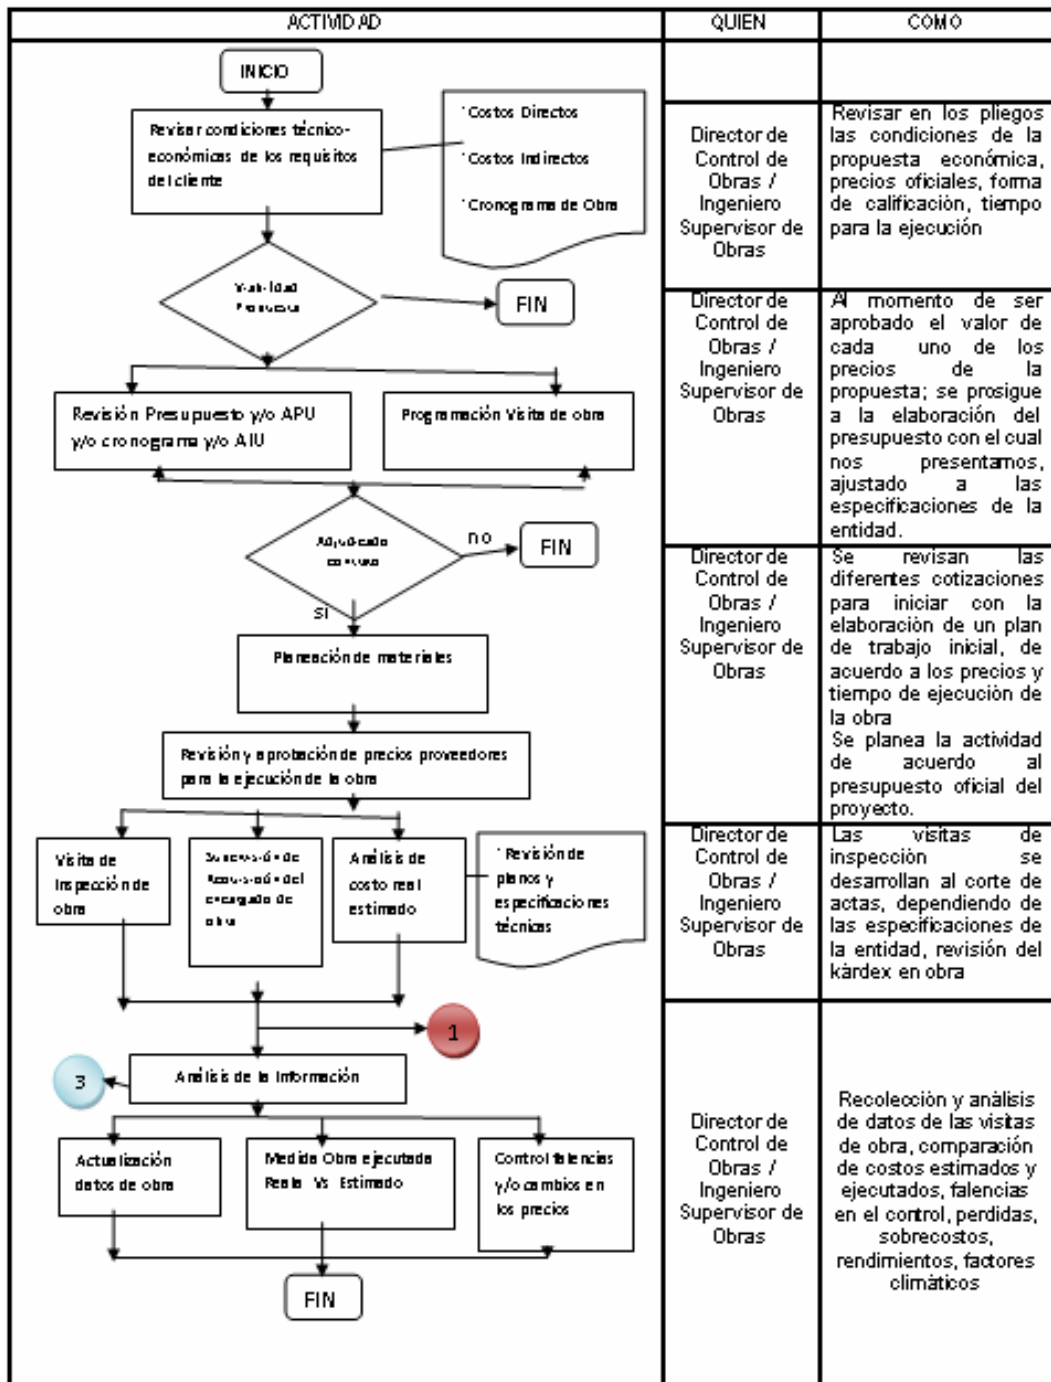 ACTIVIDAD
QUIEN
COMO
INICIO
Revisar condiciones técnico-
económicas de los requisitos
del cliente
*Costos Directos
*Costos Indirectos
*Cronograma de Obra
Director de
Control de
Obras /
Ingeniero
Supervisor de
Obras
Revisar en los pliegos
las condiciones de la
propuesta económica,
precios oficiales, forma
de calificación, tiempo
para la ejecución
FIN
Revisión Presupuesto y/o APU
y/o cronograma y/o AIU
Programación Visita de obra
Director de
Control de
Obras /
Ingeniero
Supervisor de
Obras
Al momento de ser
aprobado el valor de
cada uno de los
precios de la
propuesta; se prosigue
a la elaboración del
presupuesto con el cual
nos presentamos,
ajustado a las
especificaciones de la
entidad.
no
FIN
si
Planeación de materiales
Revisión y aprobación de precios proveedores
para la ejecución de la obra
Director de
Control de
Obras /
Ingeniero
Supervisor de
Obras
Se revisan las
diferentes cotizaciones
para iniciar con la
elaboración de un plan
de trabajo inicial, de
acuerdo a los precios y
tiempo de ejecución de
la obra
Se planea la actividad
de acuerdo al
presupuesto oficial del
proyecto.
Visita de
Inspección de
obra
Análisis de
costo real
estimado
*Revisión de
planos y
especificaciones
técnicas
Director de
Control de
Obras /
Ingeniero
Supervisor de
Obras
Las visitas de
inspección se
desarrollan al corte de
actas, dependiendo de
las especificaciones de
la entidad, revisión del
kárdex en obra
1
3
Análisis de la Información
Actualización
datos de obra
Medida Obra ejecutada
Reala Vs Estimado
Control falencias
y/o cambios en
los precios
FIN
Director de
Control de
Obras /
Ingeniero
Supervisor de
Obras
Recolección y análisis
de datos de las visitas
de obra, comparación
de costos estimados y
ejecutados, falencias
en el control, perdidas,
sobrecostos,
rendimientos, factores
climáticos